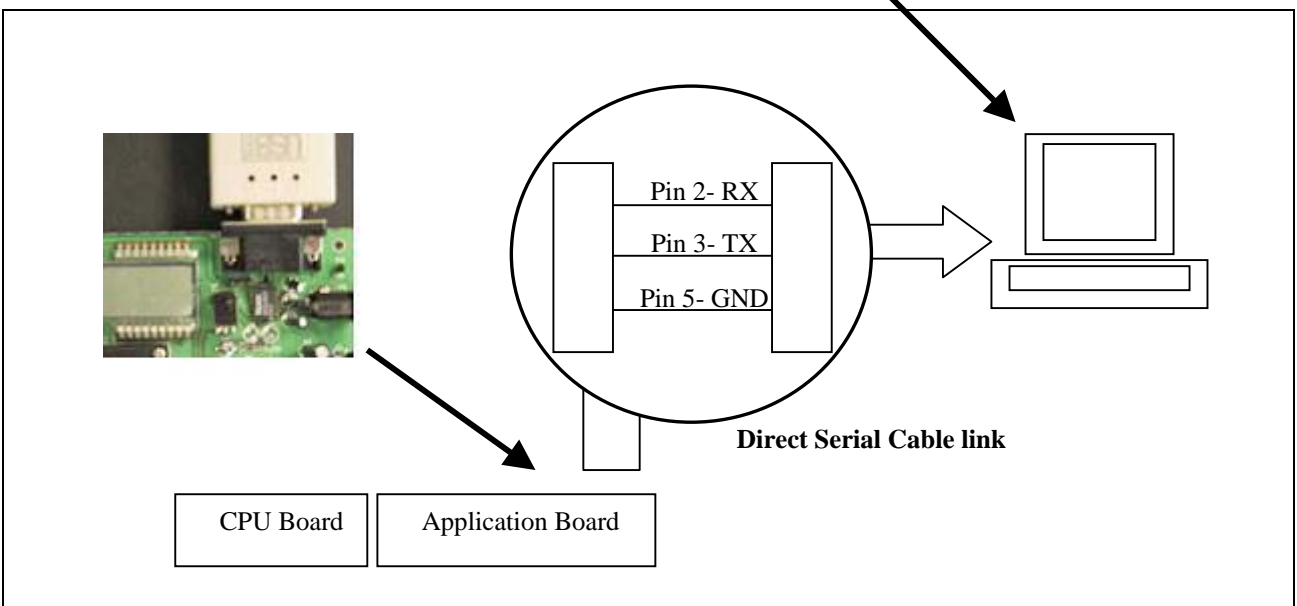 Pin 2- RX
Pin 3- TX
Pin 5- GND
Direct Serial Cable link
CPU Board
Application Board